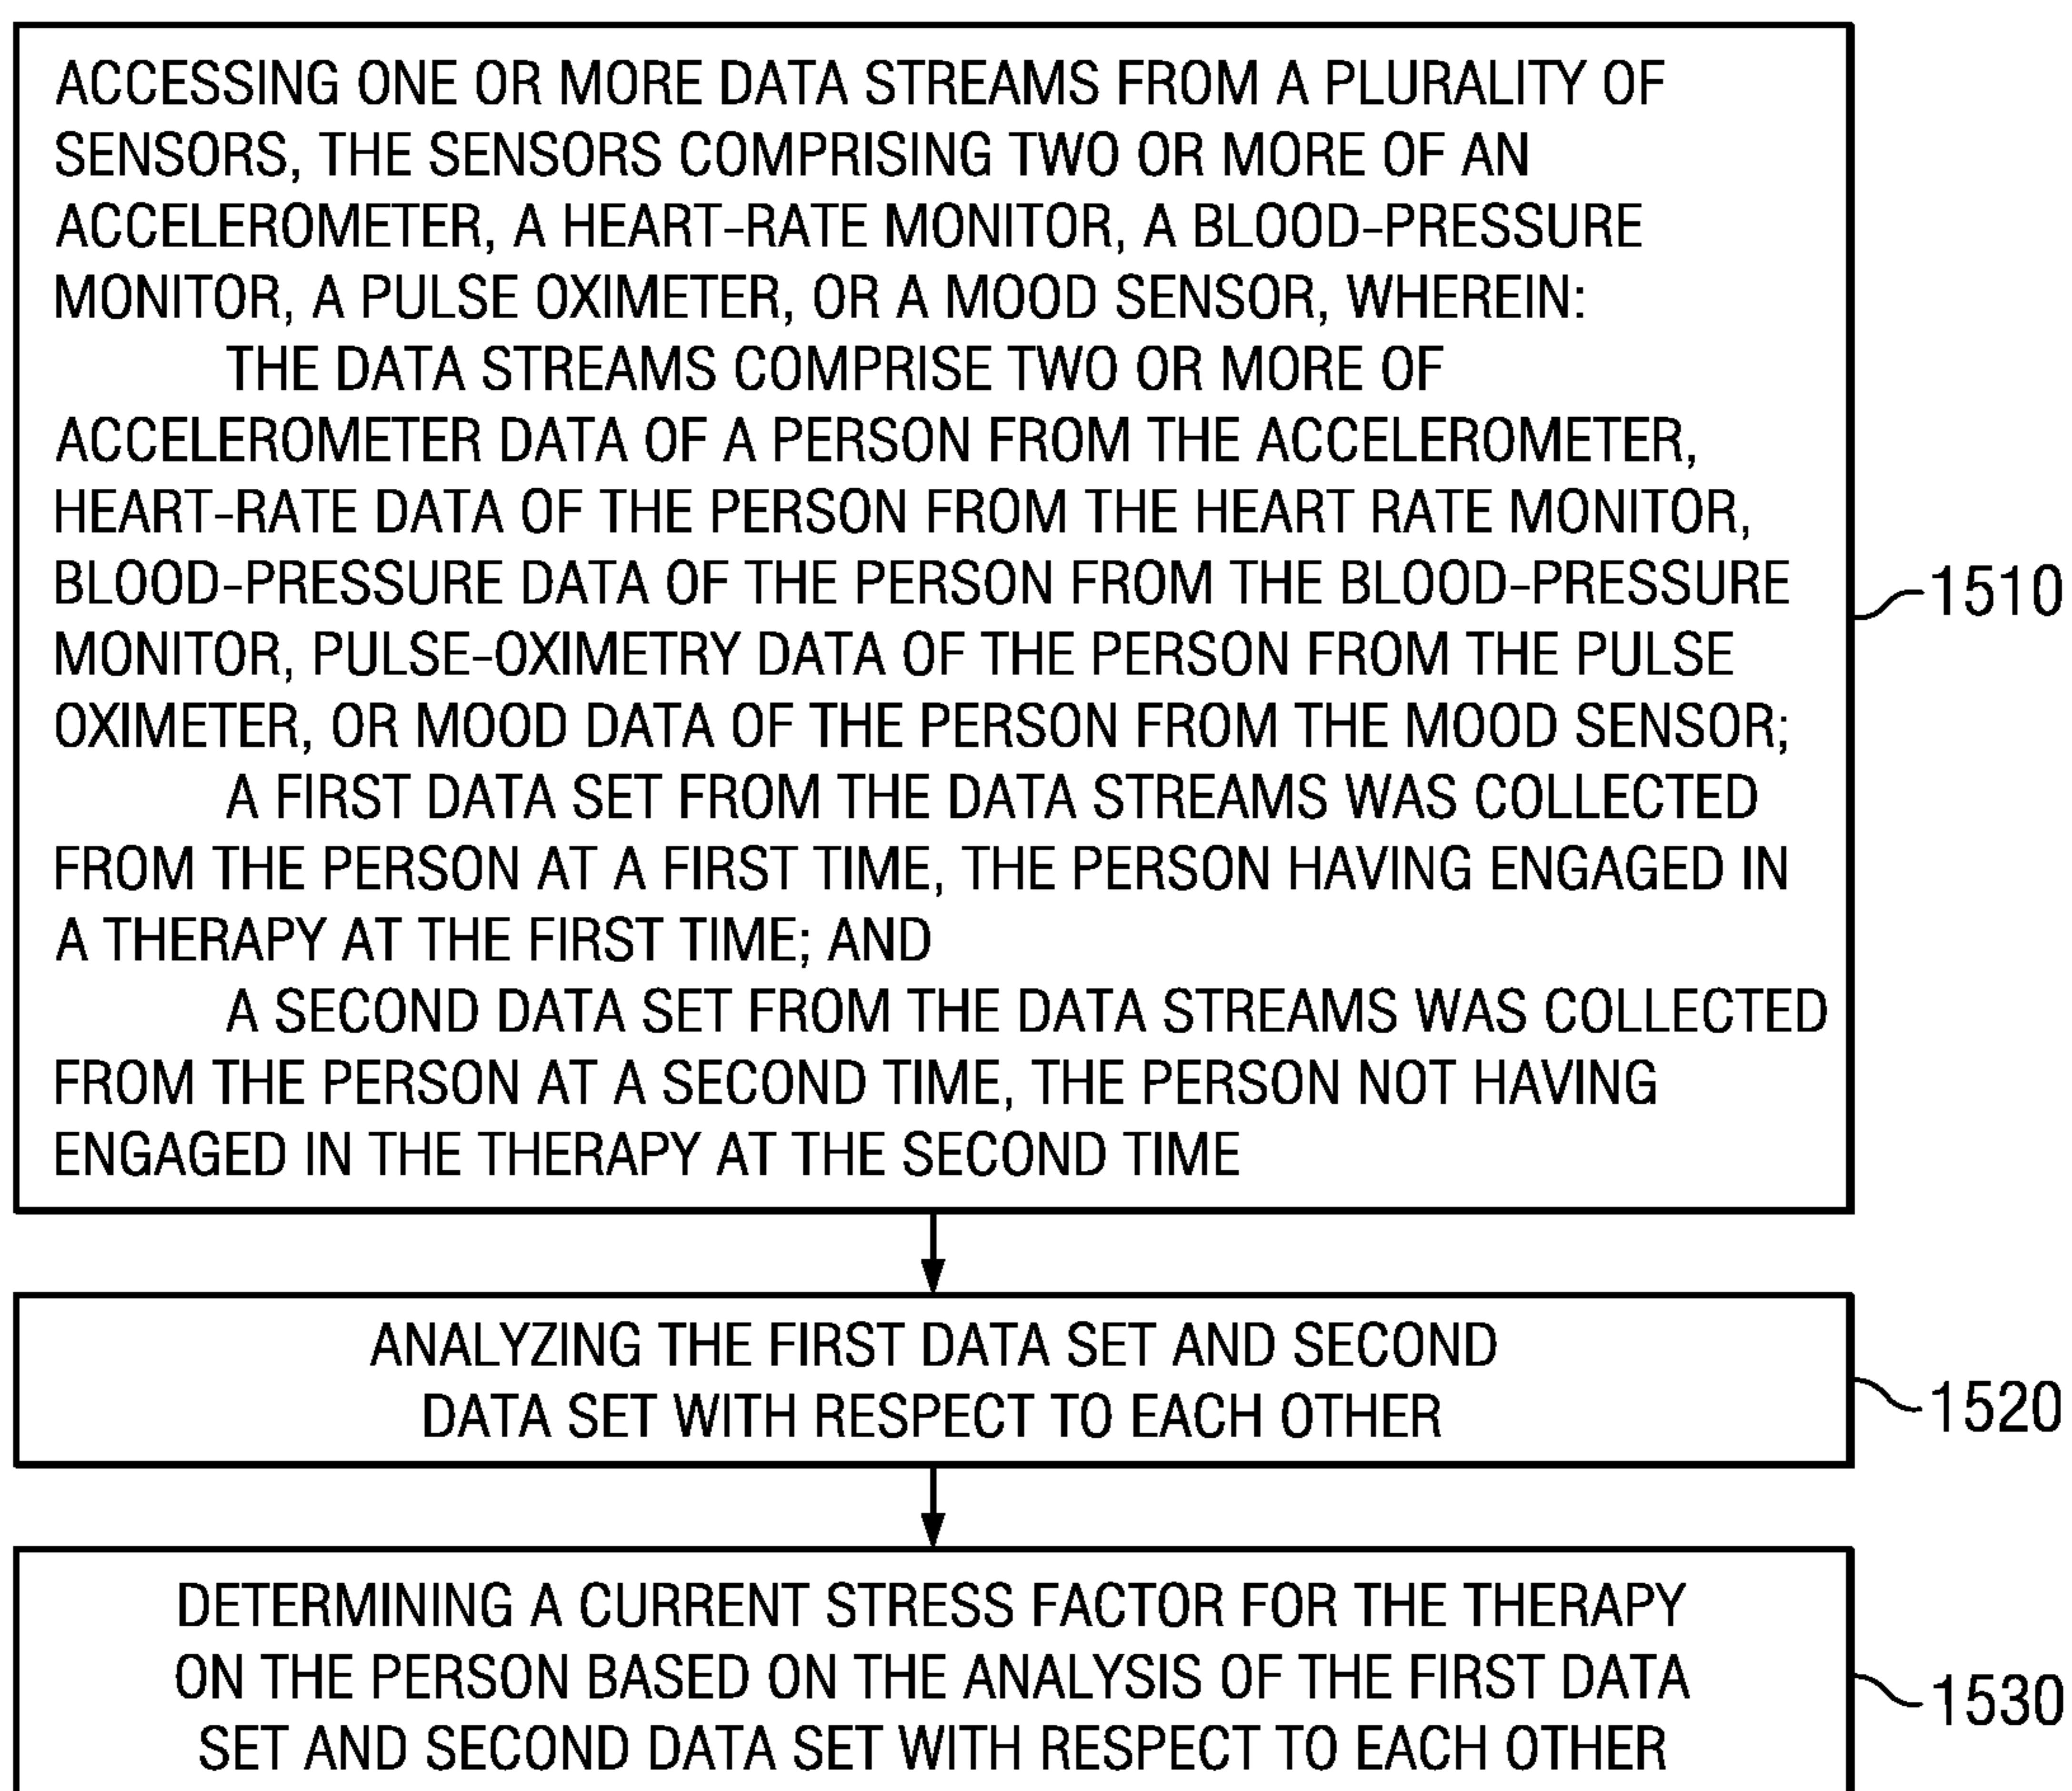 ACCESSING ONE OR MORE DATA STREAMS FROM A PLURALITY OF
SENSORS, THE SENSORS COMPRISING TWO OR MORE OF AN
ACCELEROMETER, A HEART-RATE MONITOR, A BLOOD-PRESSURE
MONITOR, A PULSE OXIMETER, OR A MOOD SENSOR, WHEREIN:
THE DATA STREAMS COMPRISE TWO OR MORE OF
ACCELEROMETER DATA OF A PERSON FROM THE ACCELEROMETER,
HEART-RATE DATA OF THE PERSON FROM THE HEART RATE MONITOR,
BLOOD-PRESSURE DATA OF THE PERSON FROM THE BLOOD-PRESSURE
MONITOR, PULSE-OXIMETRY DATA OF THE PERSON FROM THE PULSE
OXIMETER, OR MOOD DATA OF THE PERSON FROM THE MOOD SENSOR;
A FIRST DATA SET FROM THE DATA STREAMS WAS COLLECTED
FROM THE PERSON AT A FIRST TIME, THE PERSON HAVING ENGAGED IN
A THERAPY AT THE FIRST TIME; AND
A SECOND DATA SET FROM THE DATA STREAMS WAS COLLECTED
FROM THE PERSON AT A SECOND TIME, THE PERSON NOT HAVING
ENGAGED IN THE THERAPY AT THE SECOND TIME
1510
ANALYZING THE FIRST DATA SET AND SECOND
DATA SET WITH RESPECT TO EACH OTHER
1520
DETERMINING A CURRENT STRESS FACTOR FOR THE THERAPY
ON THE PERSON BASED ON THE ANALYSIS OF THE FIRST DATA
SET AND SECOND DATA SET WITH RESPECT TO EACH OTHER
1530